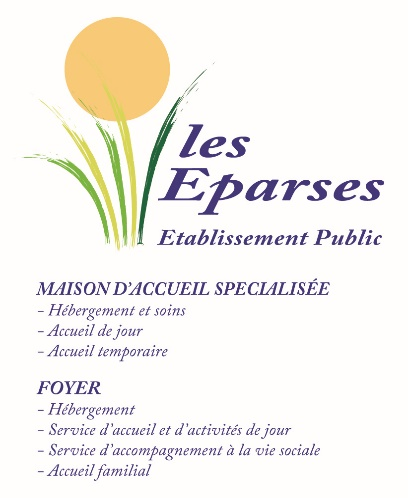 les
Eparses
Etablissement Public
MAISON D'ACCUEIL SPECIALISÉE
- Hébergement et soins
- Accueil de jour
- Accueil temporaire
FOYER
- Hébergement
- Service d'accueil et d'activités de jour
- Service d'accompagnement à la vie sociale
- Accueil familial